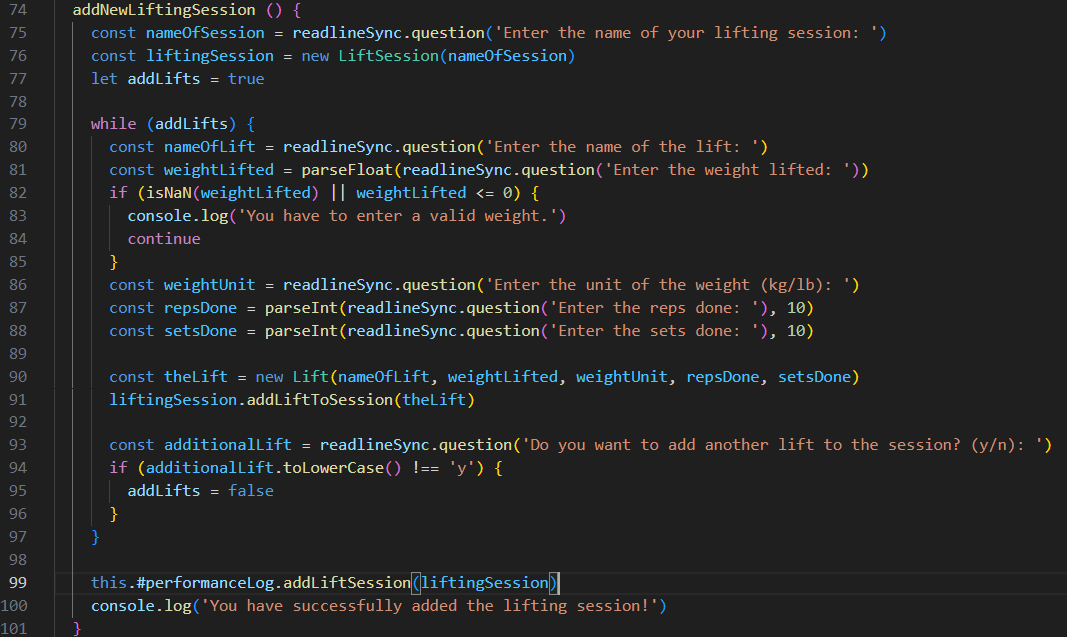 74 addNewLiftingSession () {
75 const nameOfSession = readlineSync.question('Enter the name of your lifting session: ')
76 const liftingSession = new LiftSession(nameOfSession)
77 let addLifts = true
78
79 while (addLifts) {
80 const nameOfLift = readlineSync.question('Enter the name of the lift: ')
81 const weightLifted = parseFloat(readlineSync.question('Enter the weight lifted: '))
82 if (isNaN(weightLifted) || weightLifted <= 0) {
83 console.log('You have to enter a valid weight.')
84 continue
85 }
86 const weightUnit = readlineSync.question('Enter the unit of the weight (kg/lb): ')
87 const repsDone = parseInt(readlineSync.question('Enter the reps done: '), 10)
88 const setsDone = parseInt(readlineSync.question('Enter the sets done: '), 10)
89
90 const theLift = new Lift(nameOfLift, weightLifted, weightUnit, repsDone, setsDone)
91 liftingSession.addLiftToSession(theLift)
92
93 const additionalLift = readlineSync.question('Do you want to add another lift to the session? (y/n): ')
94 if (additionalLift.toLowerCase() !== 'y') {
95 addLifts = false
96 }
97 }
98
99 this.#performanceLog.addLiftSession(liftingSession)
100 console.log('You have successfully added the lifting session!')
101 }